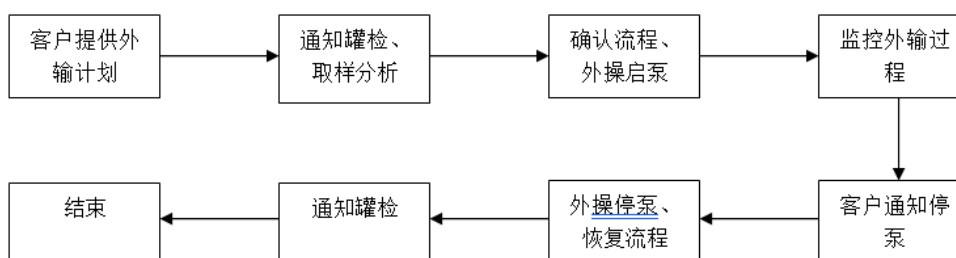 客户提供外
输计划
通知罐检、
取样分析
确认流程、
外操启泵
监控外输过
程
客户通知停
泵
外操停泵、
恢复流程
通知罐检
结束